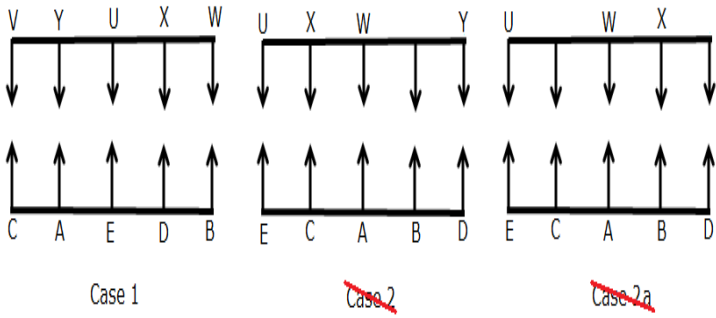 V Y U X W
C A E D B
Case 1
U X W Y
E C A B D
Case 2
U W X
E C A B D
Case 2a